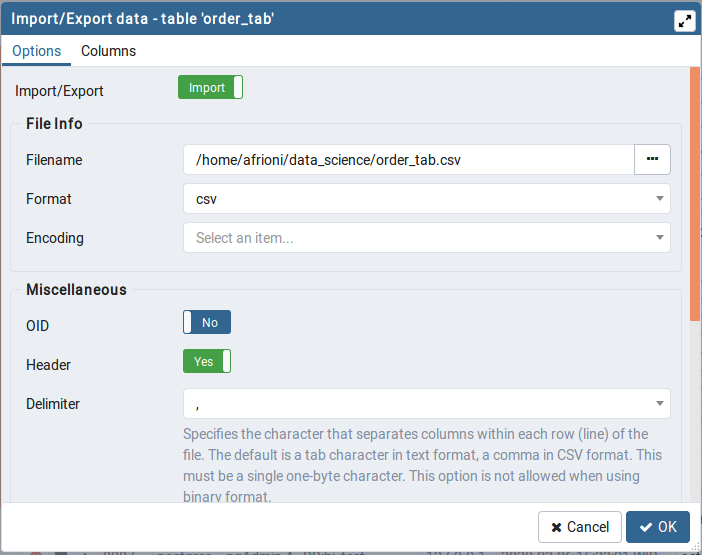 Import/Export data - table 'order_tab'
Options Columns
Import/Export Import
File Info
Filename /home/afrioni/data_science/order_tab.csv
Format csv
Encoding Select an item...
Miscellaneous
OID No
Header Yes
Delimiter ,
Specifies the character that separates columns within each row (line) of the
file. The default is a tab character in text format, a comma in CSV format. This
must be a single one-byte character. This option is not allowed when using
binary format.
Cancel OK